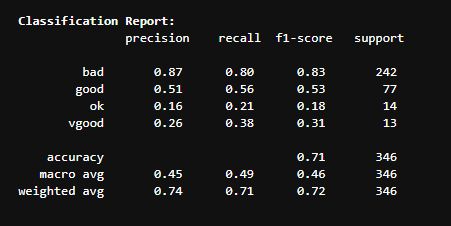 Classification Report:
precision recall f1-score support
bad 0.87 0.80 0.83 242
good 0.51 0.56 0.53 77
ok 0.16 0.21 0.18 14
vgood 0.26 0.38 0.31 13
accuracy 0.71 346
macro avg 0.45 0.49 0.46 346
weighted avg 0.74 0.71 0.72 346